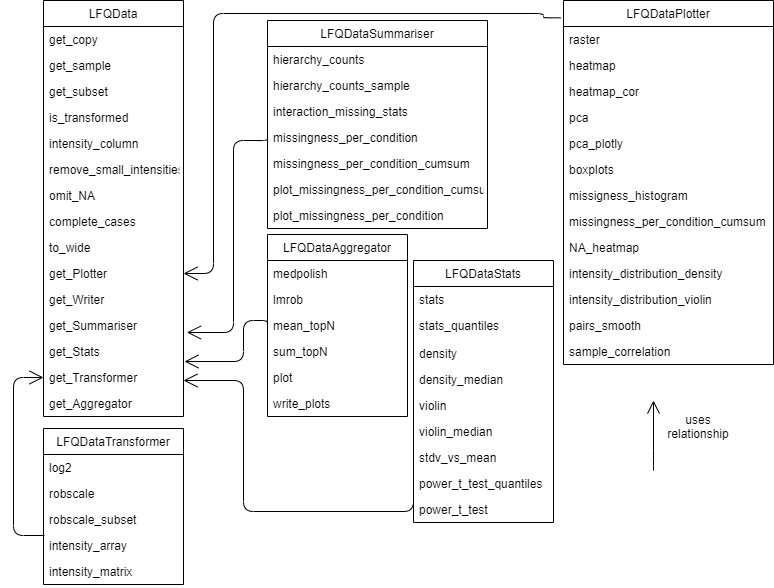 LFQData
get_copy
get_sample
get_subset
is_transformed
intensity_column
remove_small_intensities
omit_NA
complete_cases
to_wide
get_Plotter
get_Writer
get_Summariser
get_Stats
get_Transformer
get_Aggregator
LFQDataTransformer
log2
robscale
robscale_subset
intensity_array
intensity_matrix
LFQDataSummariser
hierarchy_counts
hierarchy_counts_sample
interaction_missing_stats
missingness_per_condition
missingness_per_condition_cumsum
plot_missingness_per_condition_cumsu
plot_missingness_per_condition
LFQDataAggregator
medpolish
lmrob
mean_topN
sum_topN
plot
write_plots
LFQDataStats
stats
stats_quantiles
density
density_median
violin
violin_median
stdv_vs_mean
power_t_test_quantiles
power_t_test
LFQDataPlotter
raster
heatmap
heatmap_cor
pca
pca_plotly
boxplots
missigness_histogram
missingness_per_condition_cumsum
NA_heatmap
intensity_distribution_density
intensity_distribution_violin
pairs_smooth
sample_correlation
uses
relationship